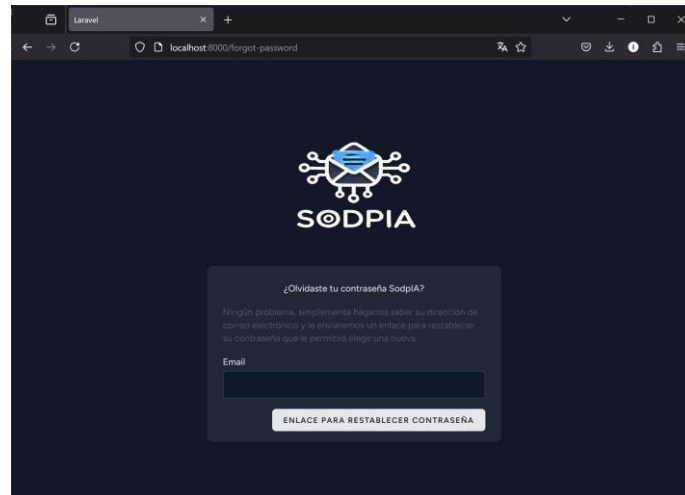 Laravel
localhost:8000/forgot-password
SODPIA
¿Olvidaste tu contraseña SodpIA?
Ningún problema, simplemente háganos saber su dirección de
correo electrónico y le enviaremos un enlace para restablecer
su contraseña que le permitirá elegir una nueva.
Email
ENLACE PARA RESTABLECER CONTRASEÑA